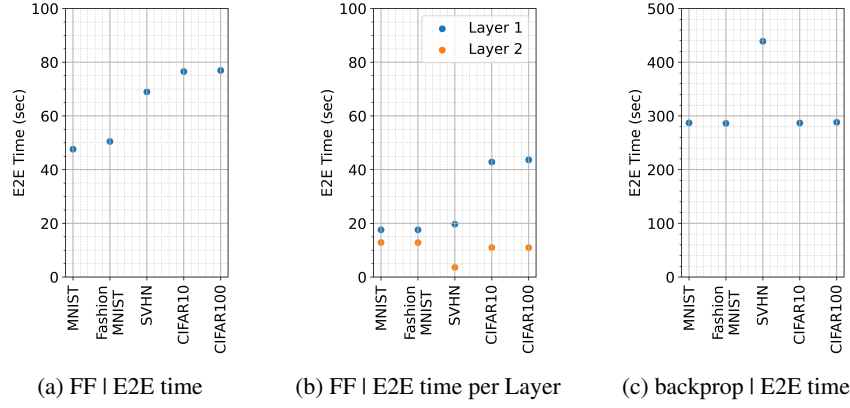 100
80
60
40
20
0
E2E Time (sec)
MNIST
Fashion
MNIST
SVHN
CIFAR10
CIFAR100
(a) FF | E2E time
100
80
60
40
20
0
E2E Time (sec)
Layer 1
Layer 2
MNIST
Fashion
MNIST
SVHN
CIFAR10
CIFAR100
(b) FF | E2E time per Layer
500
400
300
200
100
0
E2E Time (sec)
MNIST
Fashion
MNIST
SVHN
CIFAR10
CIFAR100
(c) backprop | E2E time